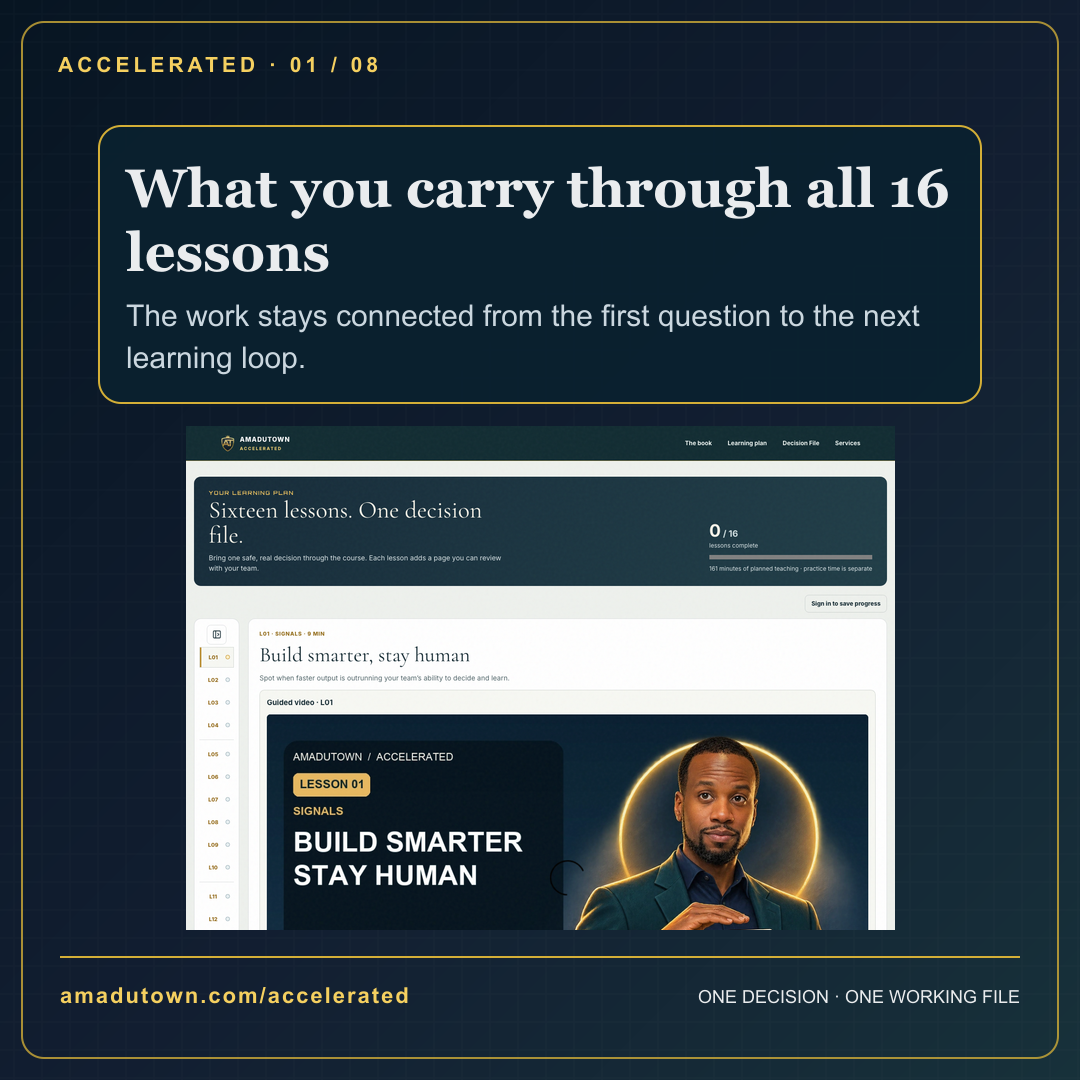 ACCELERATED · 01 / 08
What you carry through all 16
lessons
The work stays connected from the first question to the next
learning loop.
AMADUTOWN
ACCELERATED
The book
Learning plan
Decision File
Services
YOUR LEARNING PLAN
Sixteen lessons. One decision
file.
Bring one safe, real decision through the course. Each lesson adds a page you can review
with your team.
0 / 16
lessons complete
161 minutes of planned teaching · practice time is separate
Sign in to save progress
L01
L02
L03
L04
L05
L06
L07
L08
L09
L10
L11
L12
L01 · SIGNALS · 9 MIN
Build smarter, stay human
Spot when faster output is outrunning your team's ability to decide and learn.
Guided video · L01
AMADUTOWN / ACCELERATED
LESSON 01
SIGNALS
BUILD SMARTER
STAY HUMAN
amadutown.com/accelerated
ONE DECISION · ONE WORKING FILE